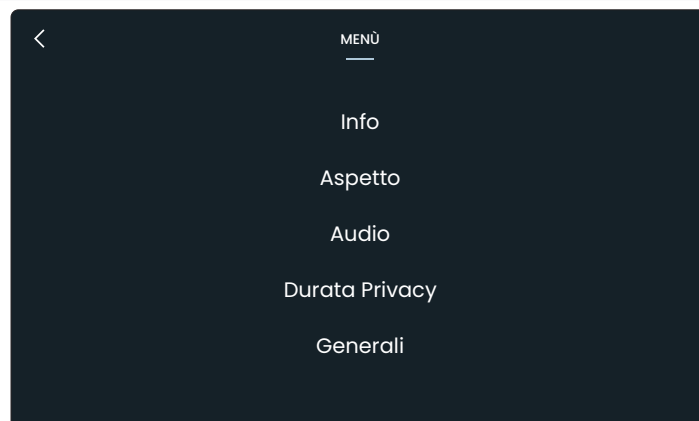 MENÙ
Info
Aspetto
Audio
Durata Privacy
Generali